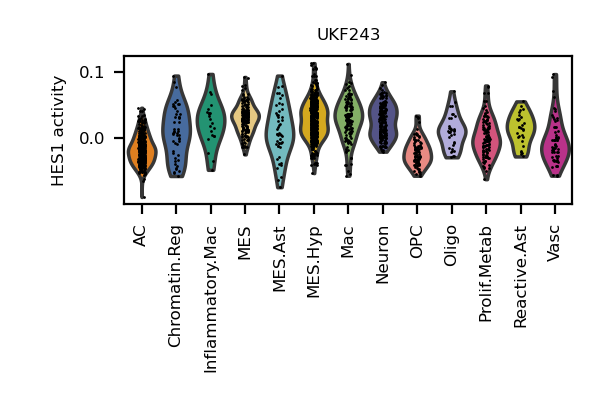 UKF243
HES1 activity
0.1
0.0
AC
Chromatin.Reg
Inflammatory.Mac
MES
MES.Ast
MES.Hyp
Mac
Neuron
OPC
Oligo
Prolif.Metab
Reactive.Ast
Vasc